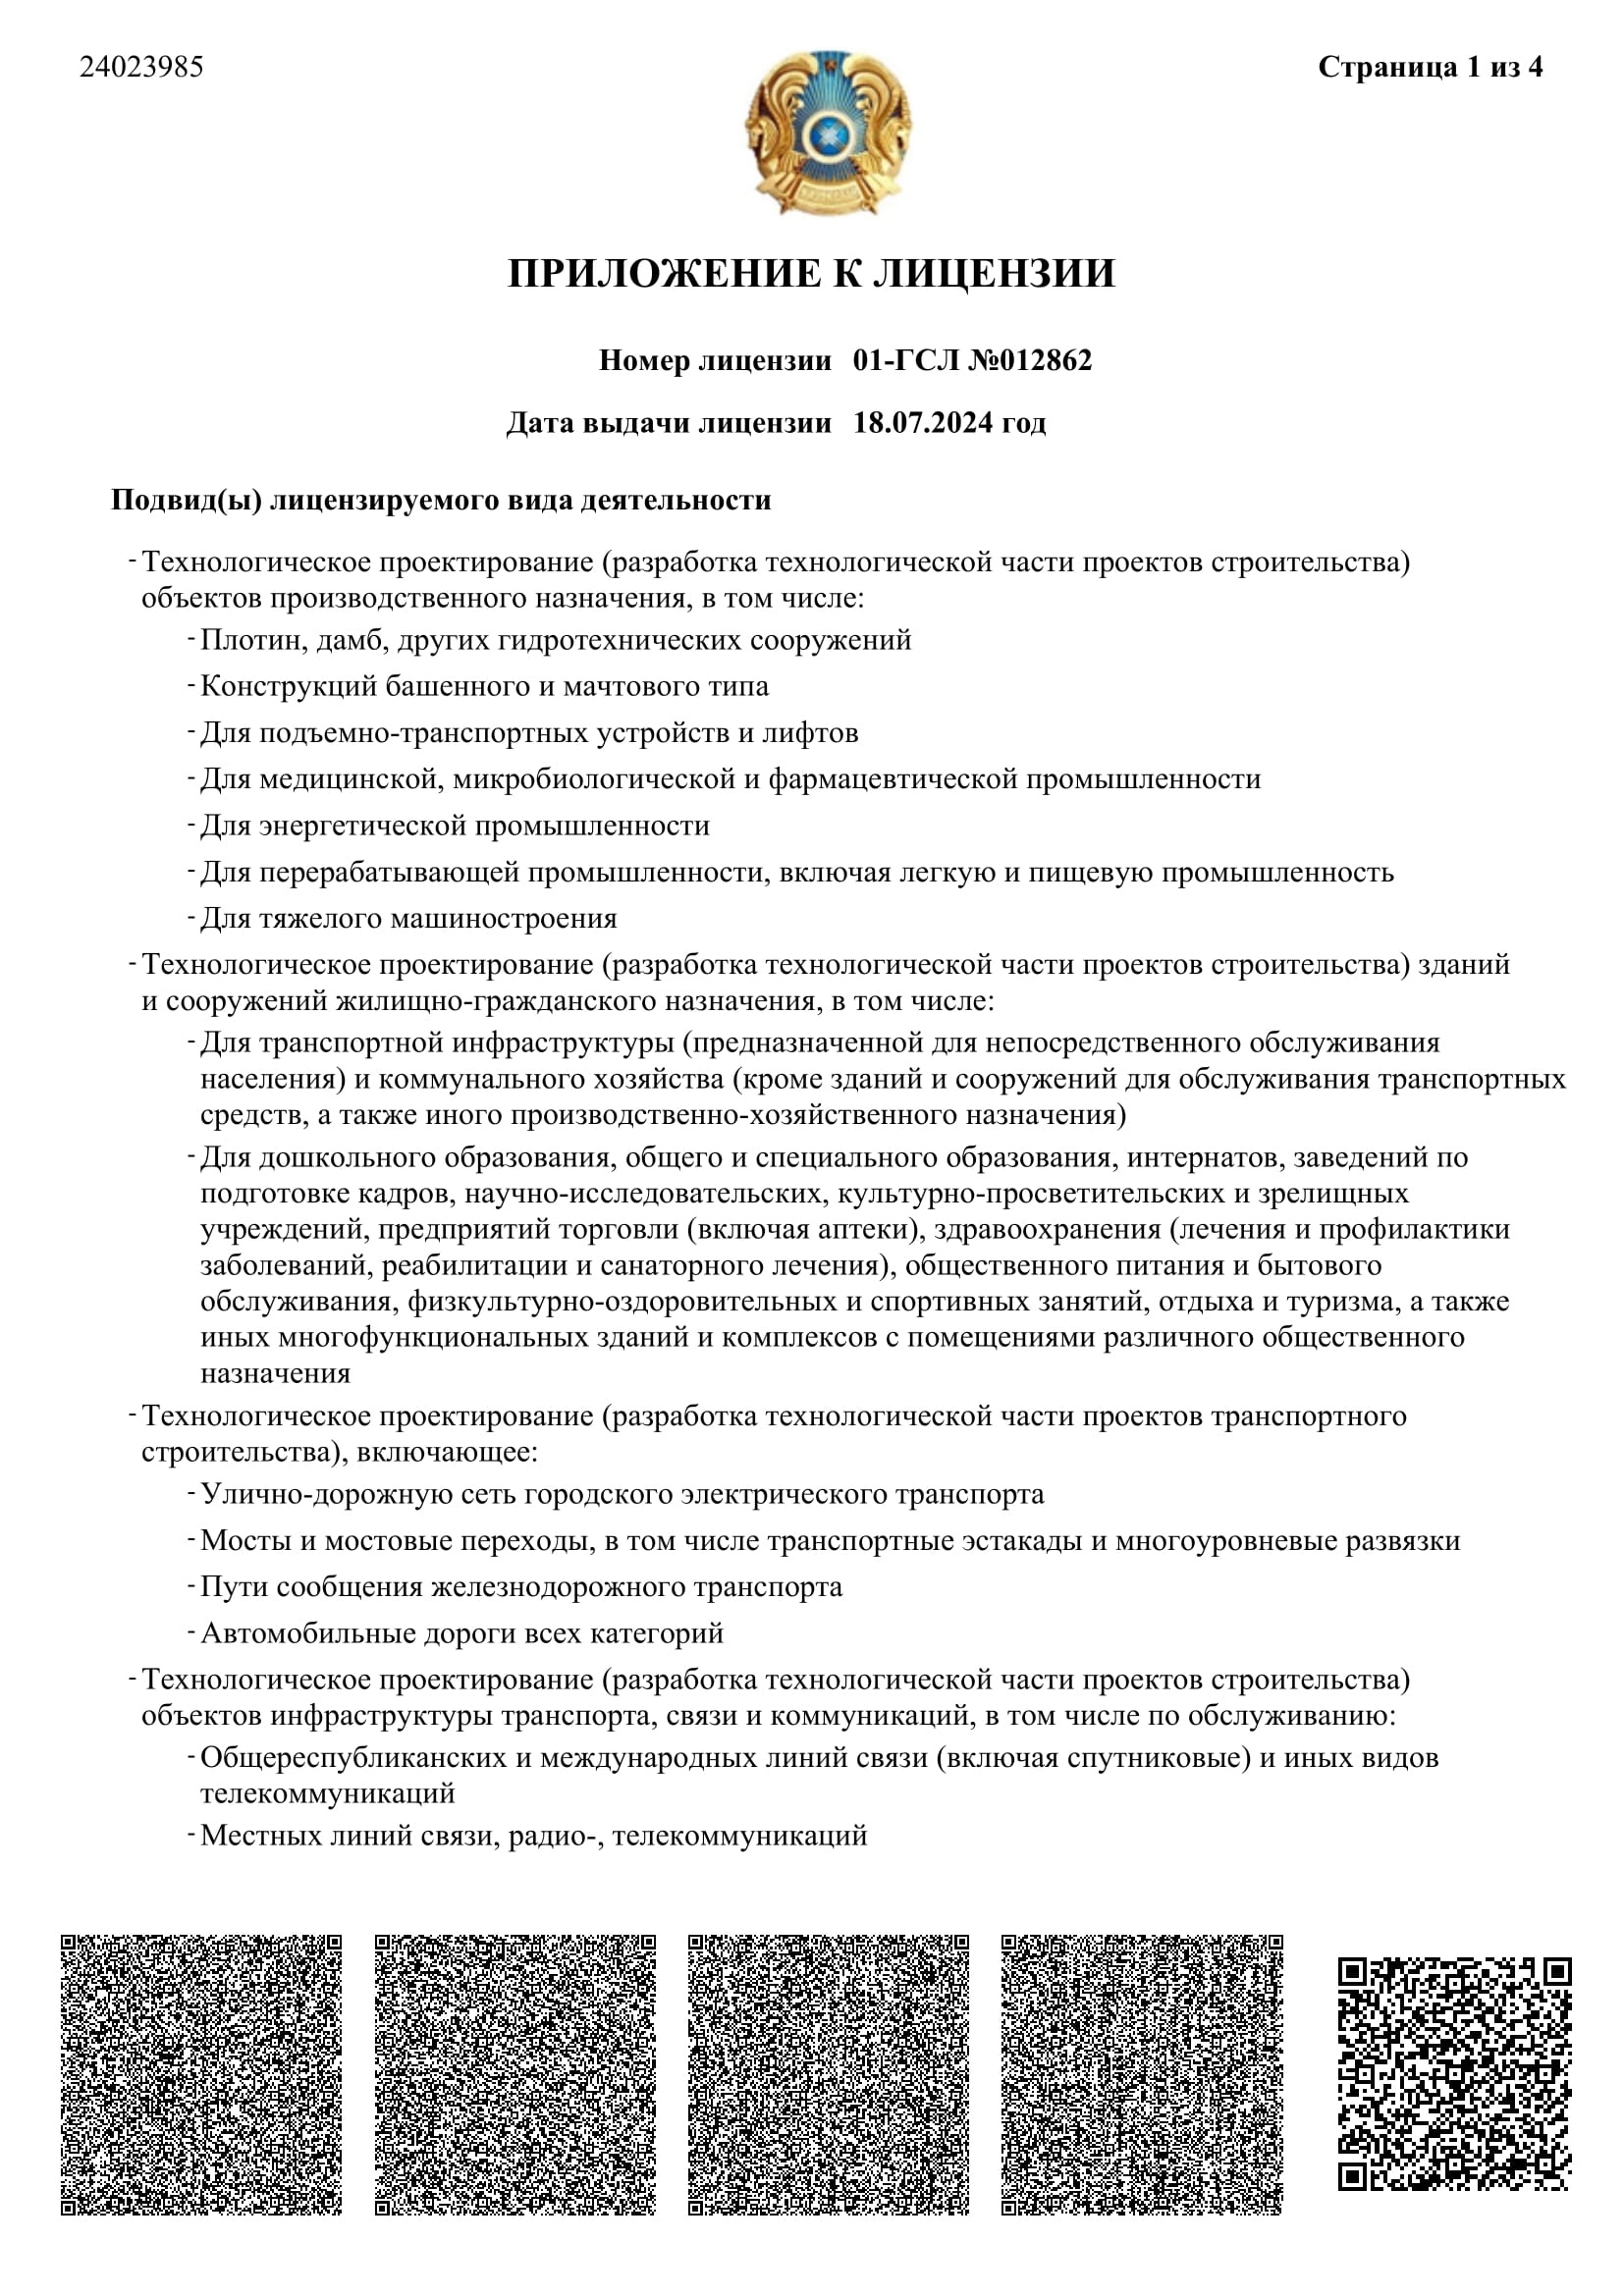 24023985
Страница 1 из 4
ПРИЛОЖЕНИЕ К ЛИЦЕНЗИИ
Номер лицензии 01-ГСЛ №012862
Дата выдачи лицензии 18.07.2024 год
Подвид(ы) лицензируемого вида деятельности
- Технологическое проектирование (разработка технологической части проектов строительства)
объектов производственного назначения, в том числе:
- Плотин, дамб, других гидротехнических сооружений
- Конструкций башенного и мачтового типа
- Для подъемно-транспортных устройств и лифтов
- Для медицинской, микробиологической и фармацевтической промышленности
- Для энергетической промышленности
- Для перерабатывающей промышленности, включая легкую и пищевую промышленность
- Для тяжелого машиностроения
- Технологическое проектирование (разработка технологической части проектов строительства) зданий
и сооружений жилищно-гражданского назначения, в том числе:
- Для транспортной инфраструктуры (предназначенной для непосредственного обслуживания
населения) и коммунального хозяйства (кроме зданий и сооружений для обслуживания транспортных
средств, а также иного производственно-хозяйственного назначения)
- Для дошкольного образования, общего и специального образования, интернатов, заведений по
подготовке кадров, научно-исследовательских, культурно-просветительских и зрелищных
учреждений, предприятий торговли (включая аптеки), здравоохранения (лечения и профилактики
заболеваний, реабилитации и санаторного лечения), общественного питания и бытового
обслуживания, физкультурно-оздоровительных и спортивных занятий, отдыха и туризма, а также
иных многофункциональных зданий и комплексов с помещениями различного общественного
назначения
- Технологическое проектирование (разработка технологической части проектов транспортного
строительства), включающее:
- Улично-дорожную сеть городского электрического транспорта
- Мосты и мостовые переходы, в том числе транспортные эстакады и многоуровневые развязки
- Пути сообщения железнодорожного транспорта
- Автомобильные дороги всех категорий
- Технологическое проектирование (разработка технологической части проектов строительства)
объектов инфраструктуры транспорта, связи и коммуникаций, в том числе по обслуживанию:
- Общереспубликанских и международных линий связи (включая спутниковые) и иных видов
телекоммуникаций
- Местных линий связи, радио-, телекоммуникаций